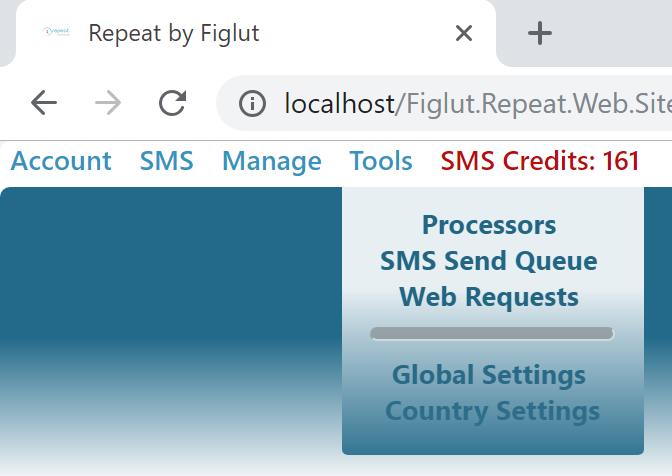 Repeat by Figlut
localhost/Figlut.Repeat.Web.Site
Account SMS Manage Tools SMS Credits: 161
Processors
SMS Send Queue
Web Requests
Global Settings
Country Settings